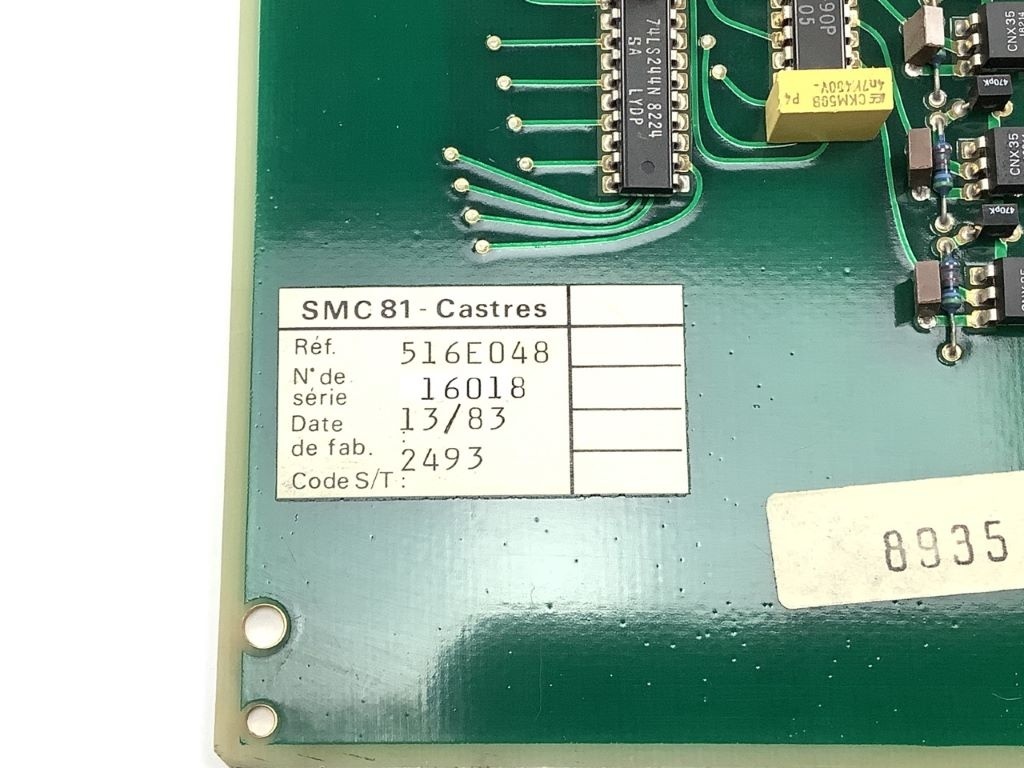 74LS244N 8224
5A LYDP
90P
05
CKM50B
4n7K400V-
P4
CNX35
470pK
CNX35
470pK
SMC 81 - Castres
Réf. 516E048
N° de série 16018
Date de fab. : 13/83
Code S/T : 2493
8935